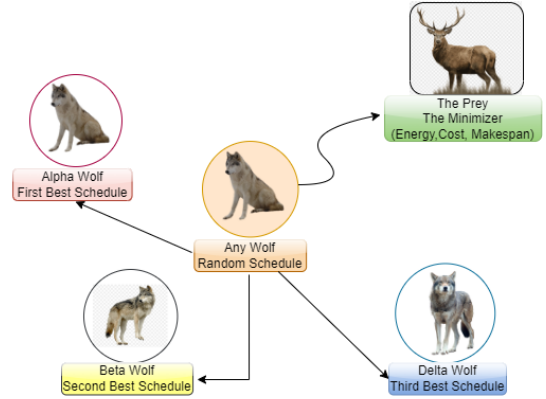 The Prey
The Minimizer
(Energy,Cost, Makespan)
Alpha Wolf
First Best Schedule
Any Wolf
Random Schedule
Beta Wolf
Second Best Schedule
Delta Wolf
Third Best Schedule